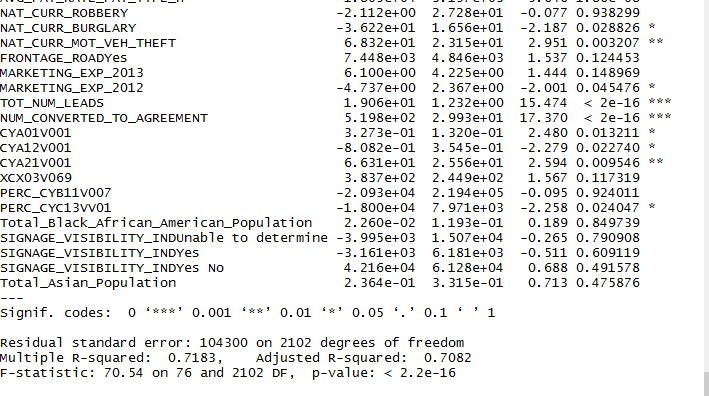 NAT_CURR_ROBBERY -2.112e+00 2.728e+01 -0.077 0.938299
NAT_CURR_BURGLARY -3.622e+01 1.656e+01 -2.187 0.028826 *
NAT_CURR_MOT_VEH_THEFT 6.832e+01 2.315e+01 2.951 0.003207 **
FRONTAGE_ROADYes 7.448e+03 4.846e+03 1.537 0.124453
MARKETING_EXP_2013 6.100e+00 4.225e+00 1.444 0.148969
MARKETING_EXP_2012 -4.737e+00 2.367e+00 -2.001 0.045476 *
TOT_NUM_LEADS 1.906e+01 1.232e+00 15.474 < 2e-16 ***
NUM_CONVERTED_TO_AGREEMENT 5.198e+02 2.993e+01 17.370 < 2e-16 ***
CYA01V001 3.273e-01 1.320e-01 2.480 0.013211 *
CYA12V001 -8.082e-01 3.545e-01 -2.279 0.022740 *
CYA21V001 6.631e+01 2.556e+01 2.594 0.009546 **
XCX03V069 3.837e+02 2.449e+02 1.567 0.117319
PERC_CYB11V007 -2.093e+04 2.194e+05 -0.095 0.924011
PERC_CYC13VV01 -1.800e+04 7.971e+03 -2.258 0.024047 *
Total_Black_African_American_Population 2.260e-02 1.193e-01 0.189 0.849739
SIGNAGE_VISIBILITY_INDUnable to determine -3.995e+03 1.507e+04 -0.265 0.790908
SIGNAGE_VISIBILITY_INDYes -3.161e+03 6.181e+03 -0.511 0.609119
SIGNAGE_VISIBILITY_INDYes No 4.216e+04 6.128e+04 0.688 0.491578
Total_Asian_Population 2.364e-01 3.315e-01 0.713 0.475876
---
Signif. codes: 0 ‘***’ 0.001 ‘**’ 0.01 ‘*’ 0.05 ‘.’ 0.1 ‘ ’ 1
Residual standard error: 104300 on 2102 degrees of freedom
Multiple R-squared: 0.7183, Adjusted R-squared: 0.7082
F-statistic: 70.54 on 76 and 2102 DF, p-value: < 2.2e-16